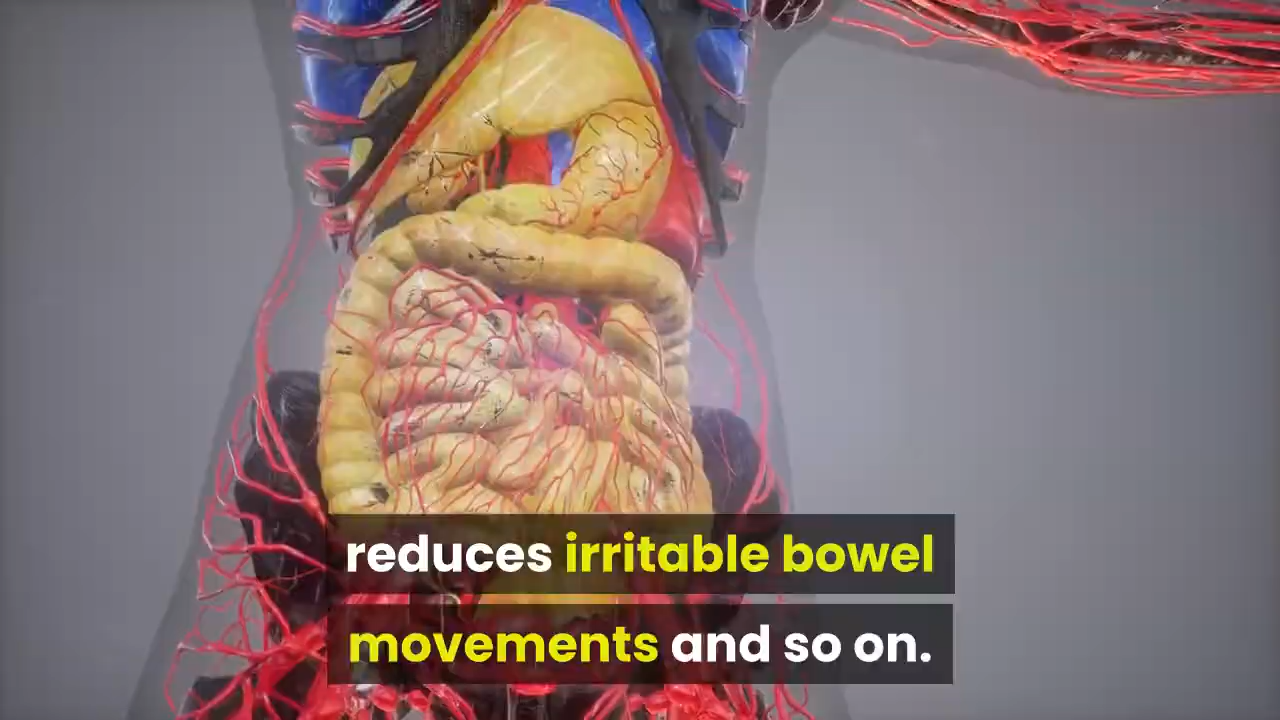 reduces irritable bowel
movements and so on.